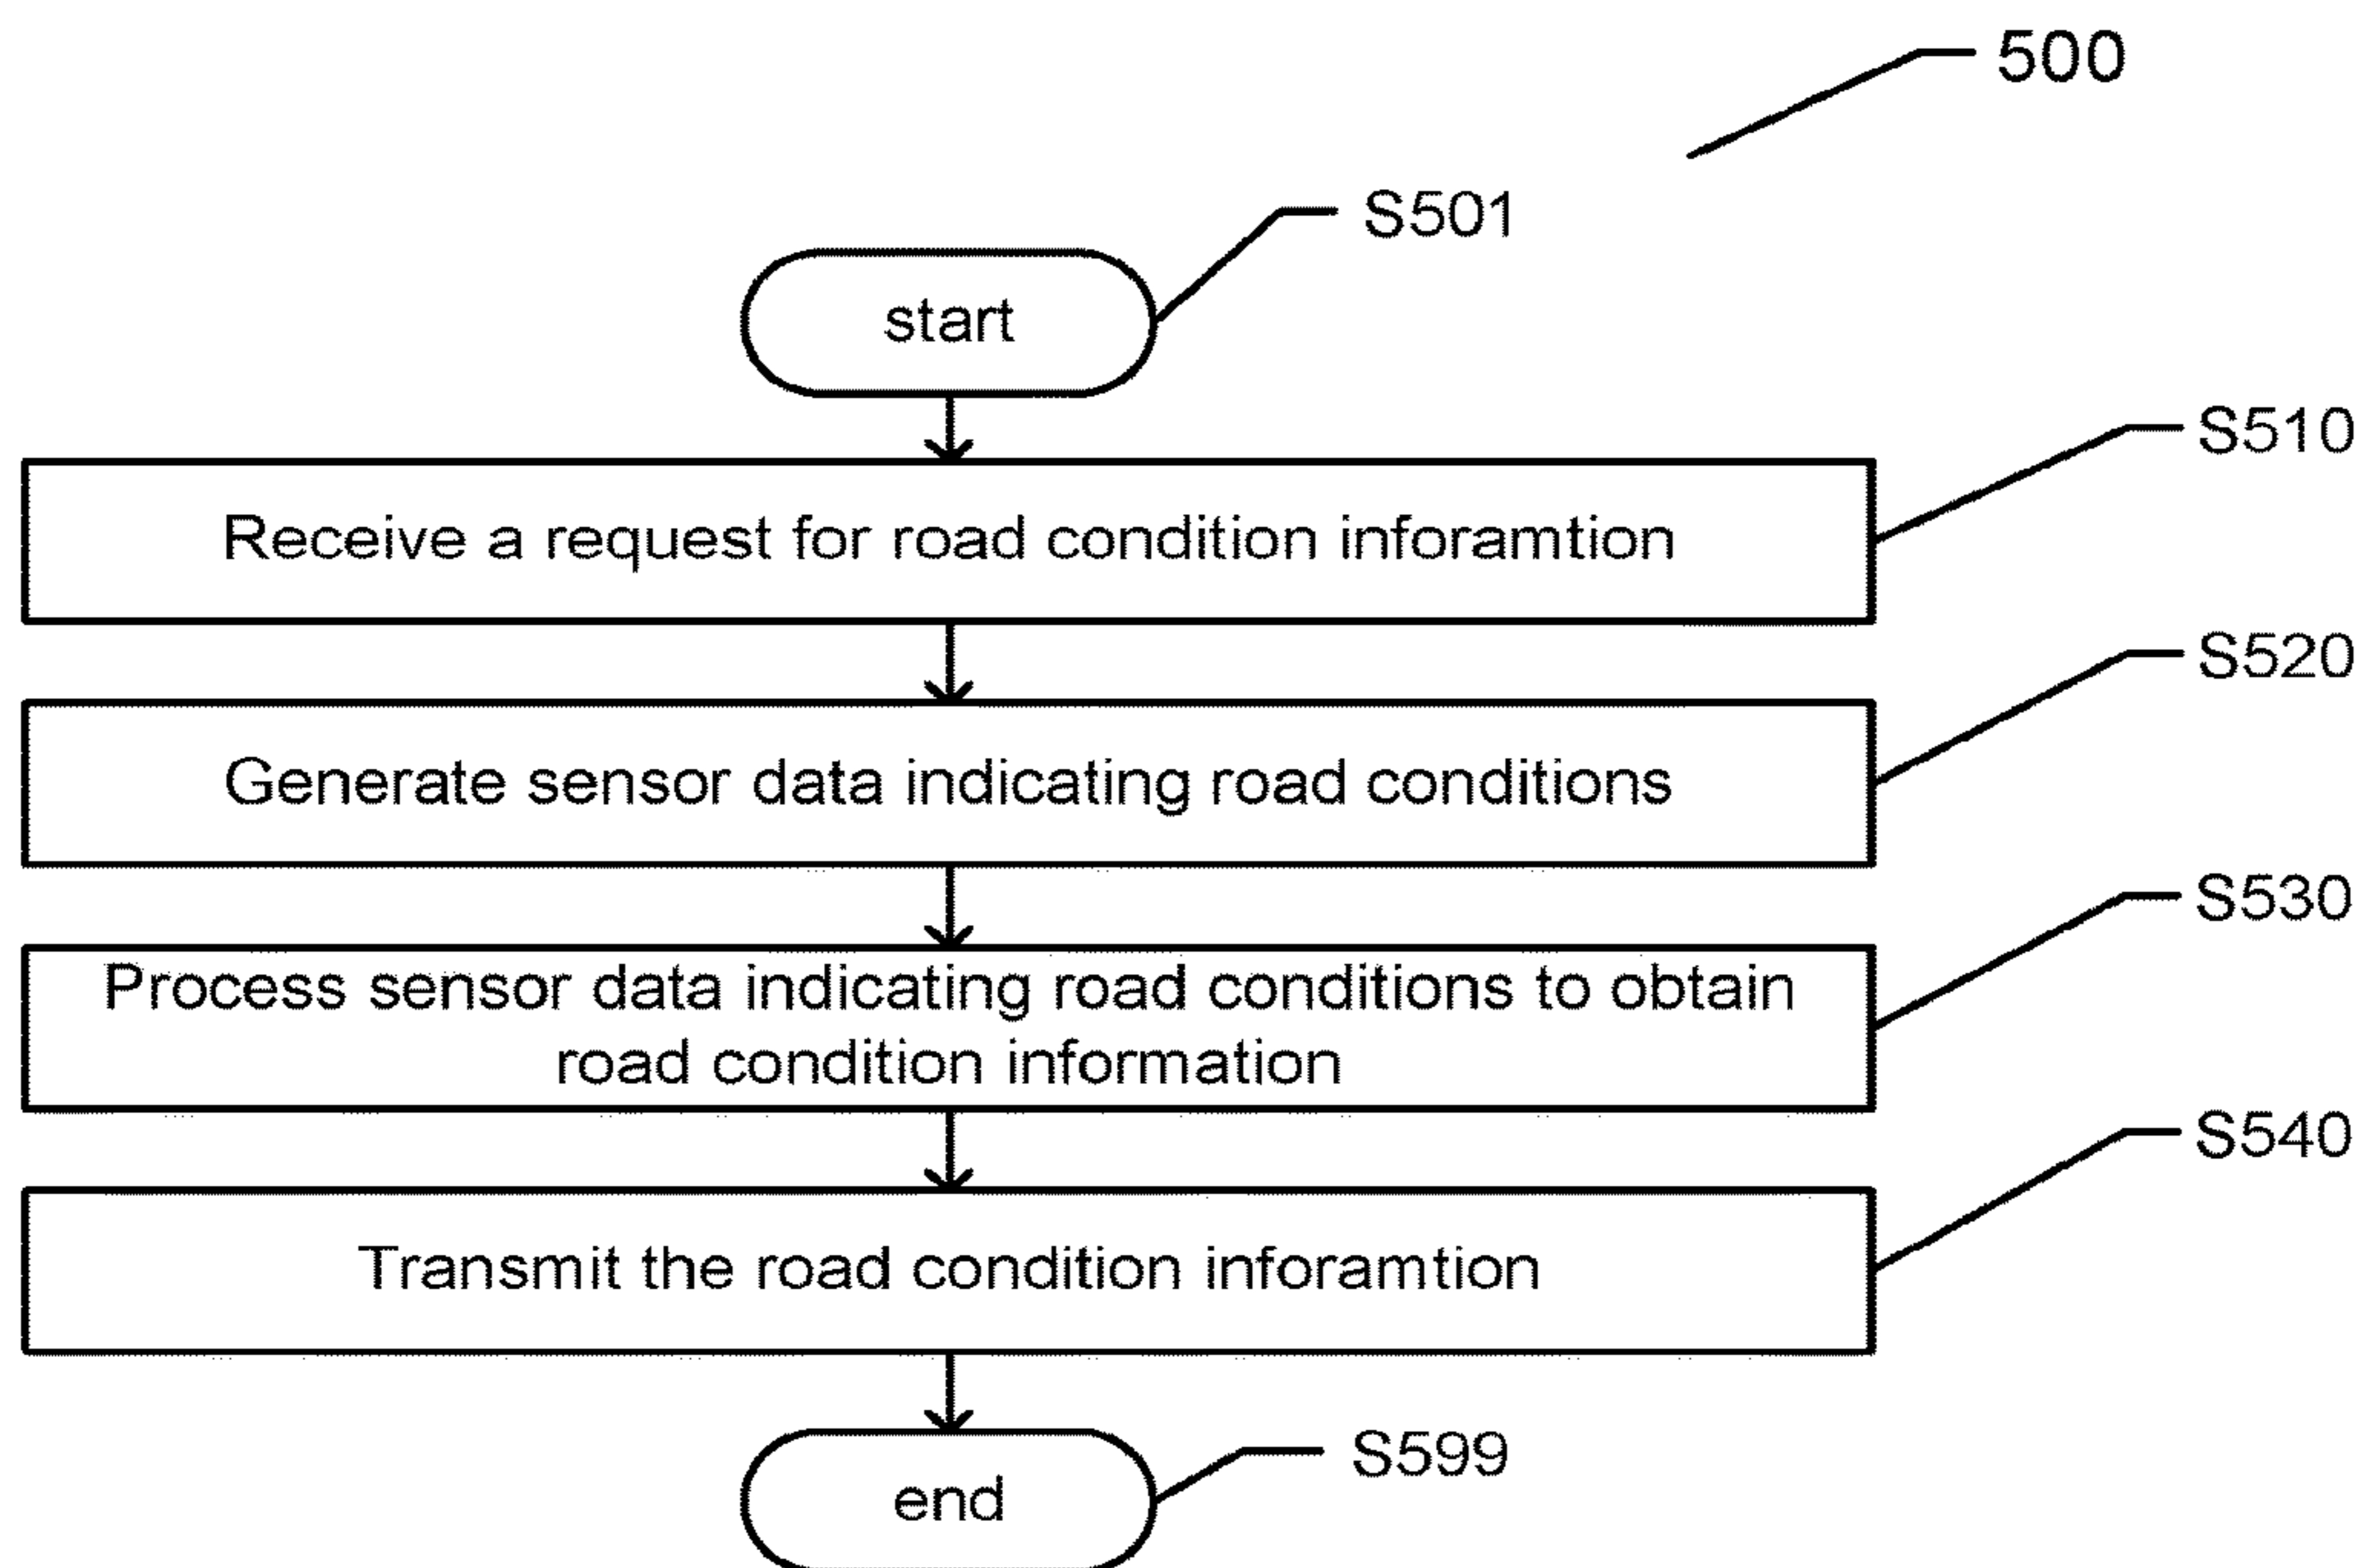 500
S501
start
S510
Receive a request for road condition inforamtion
S520
Generate sensor data indicating road conditions
S530
Process sensor data indicating road conditions to obtain
road condition information
S540
Transmit the road condition inforamtion
S599
end